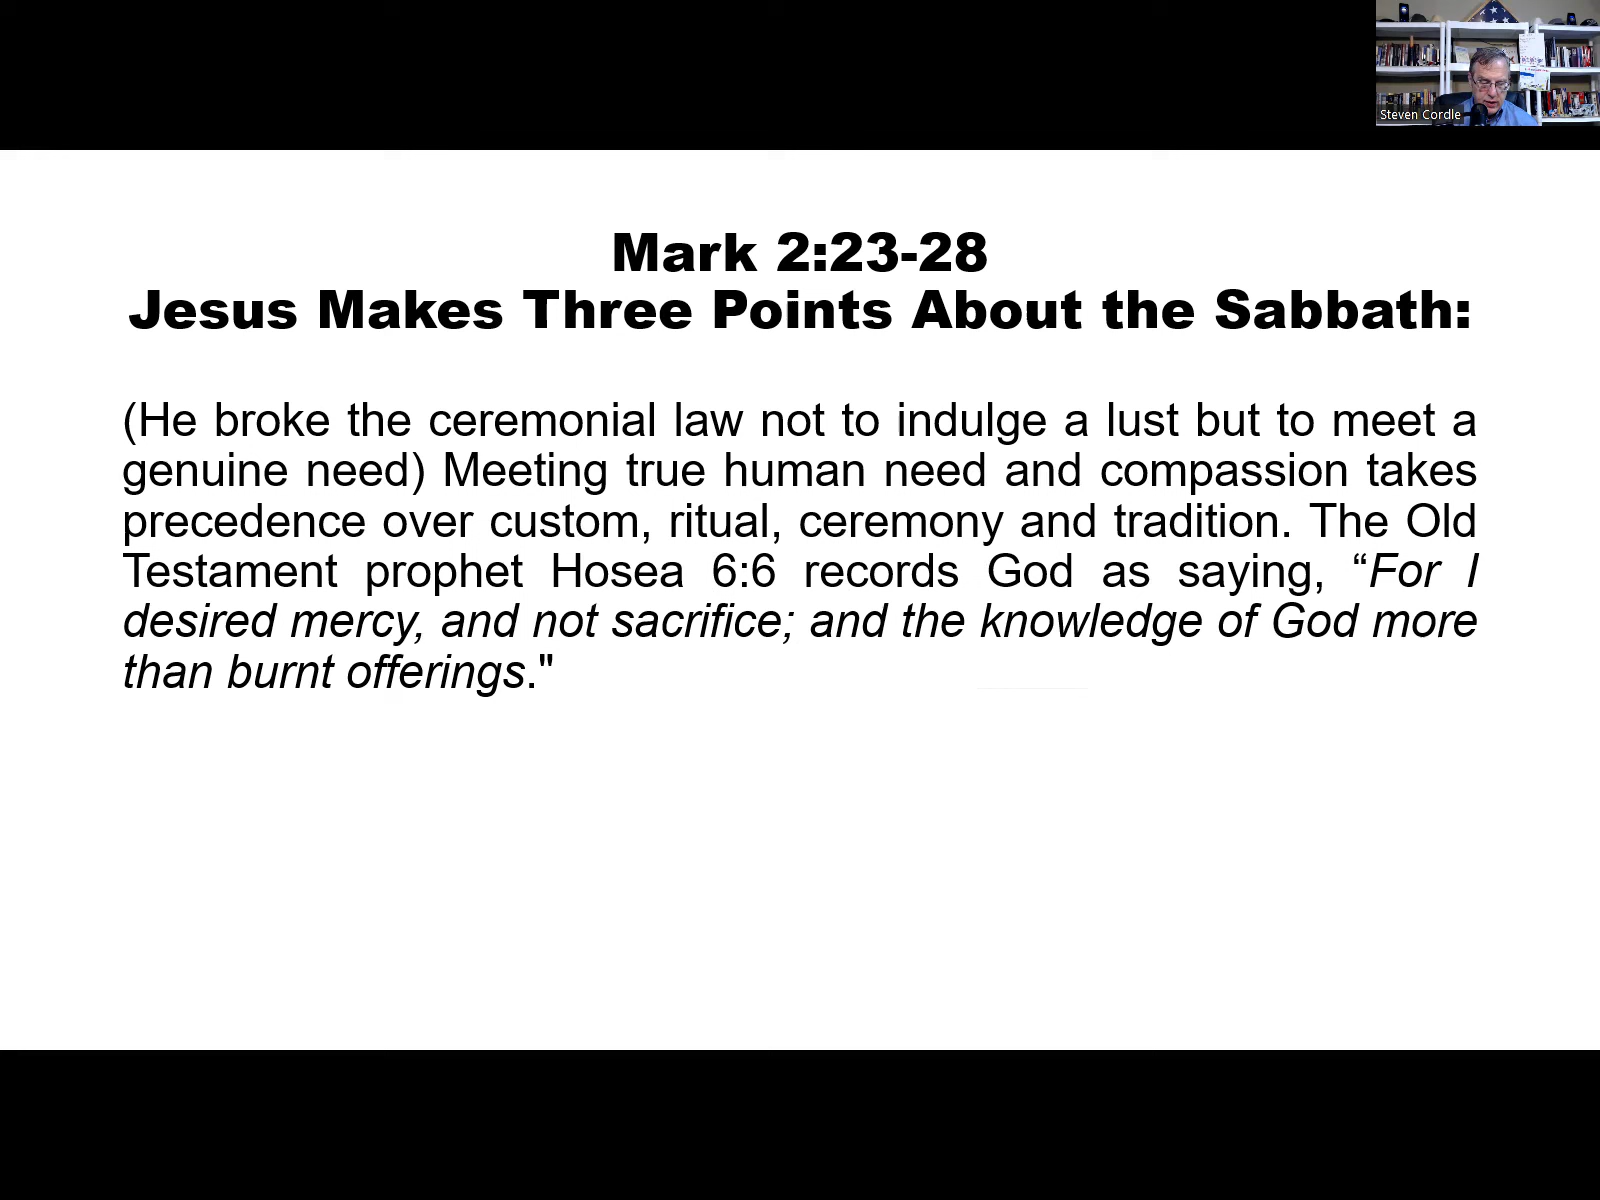 Steven Cordle
Mark 2:23-28
Jesus Makes Three Points About the Sabbath:
(He broke the ceremonial law not to indulge a lust but to meet a
genuine need) Meeting true human need and compassion takes
precedence over custom, ritual, ceremony and tradition. The Old
Testament prophet Hosea 6:6 records God as saying, “For I
desired mercy, and not sacrifice; and the knowledge of God more
than burnt offerings."